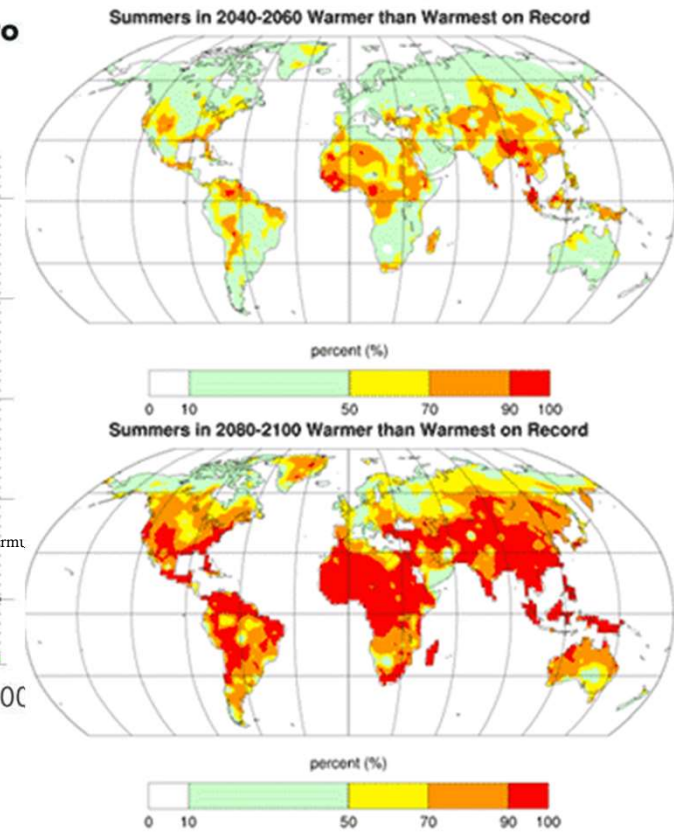 Summers in 2040-2060 Warmer than Warmest on Record
percent (%)
0 10 50 70 90 100
Summers in 2080-2100 Warmer than Warmest on Record
percent (%)
0 10 50 70 90 100